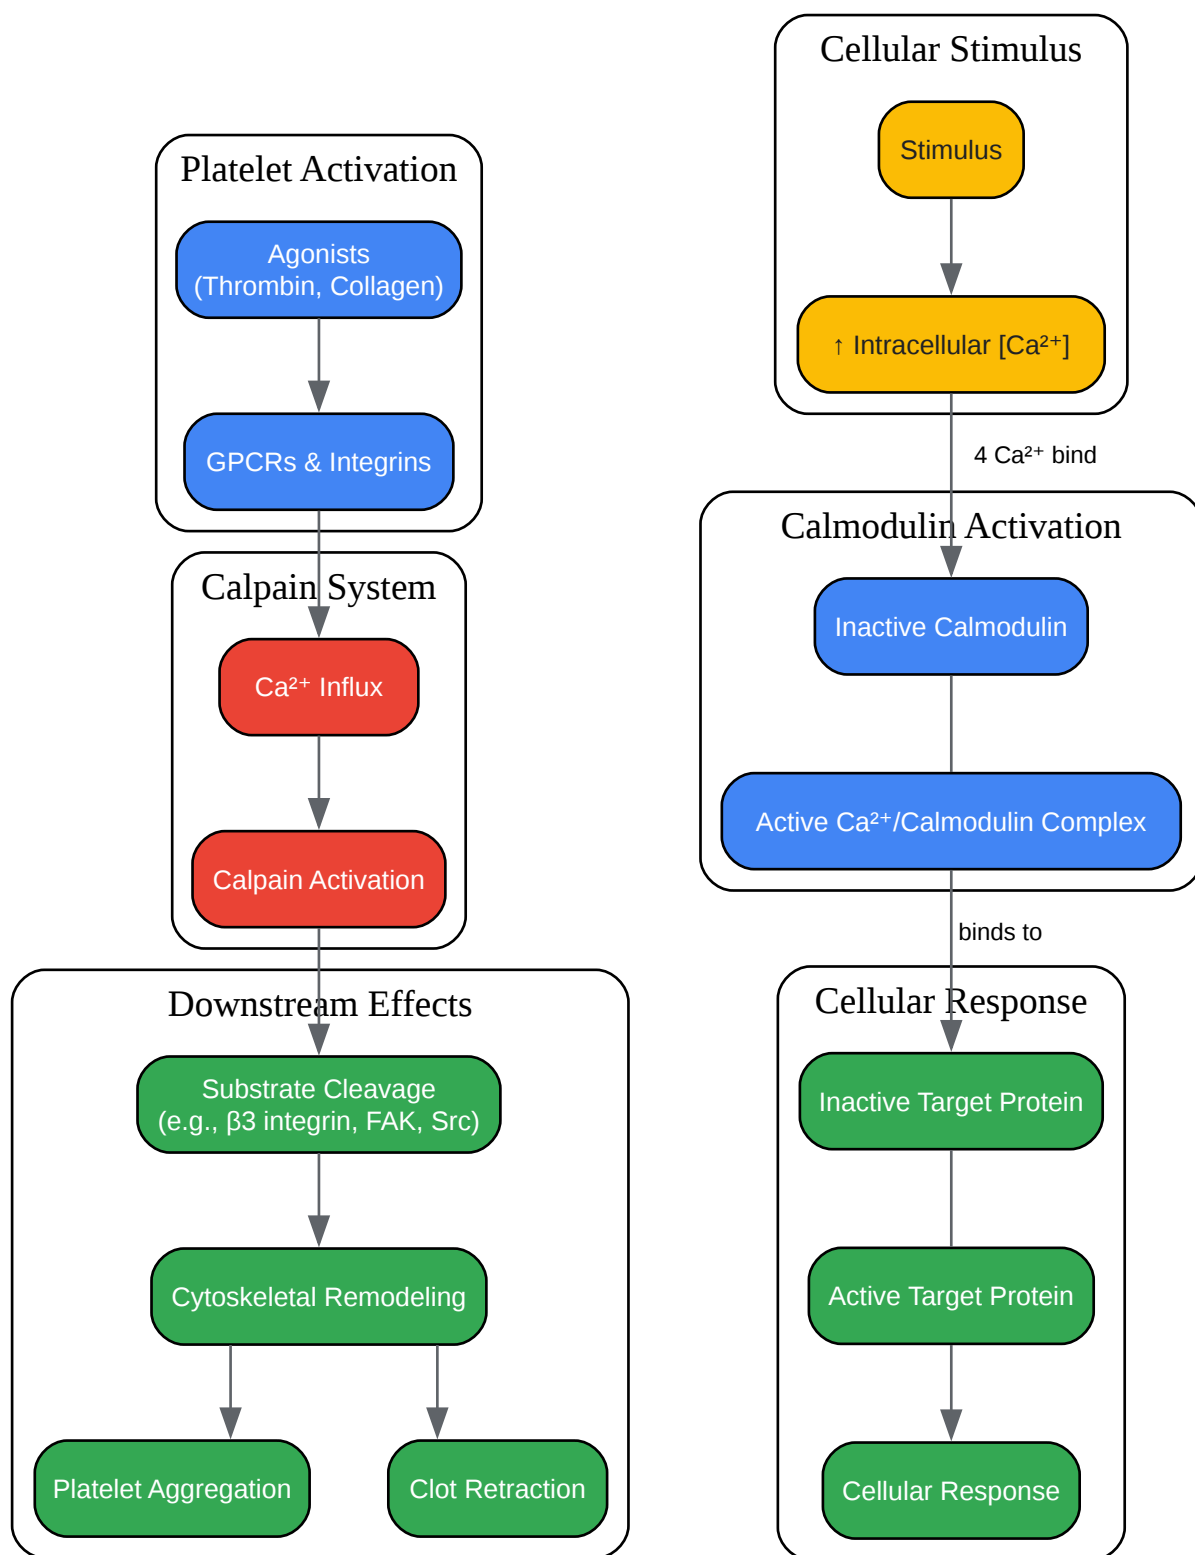 Platelet Activation
Agonists
(Thrombin, Collagen)
GPCRs & Integrins
Calpain System
Ca²⁺ Influx
Calpain Activation
Downstream Effects
Substrate Cleavage
(e.g., β3 integrin, FAK, Src)
Cytoskeletal Remodeling
Platelet Aggregation
Clot Retraction
Cellular Stimulus
Stimulus
↑ Intracellular [Ca²⁺]
4 Ca²⁺ bind
Calmodulin Activation
Inactive Calmodulin
Active Ca²⁺/Calmodulin Complex
binds to
Cellular Response
Inactive Target Protein
Active Target Protein
Cellular Response